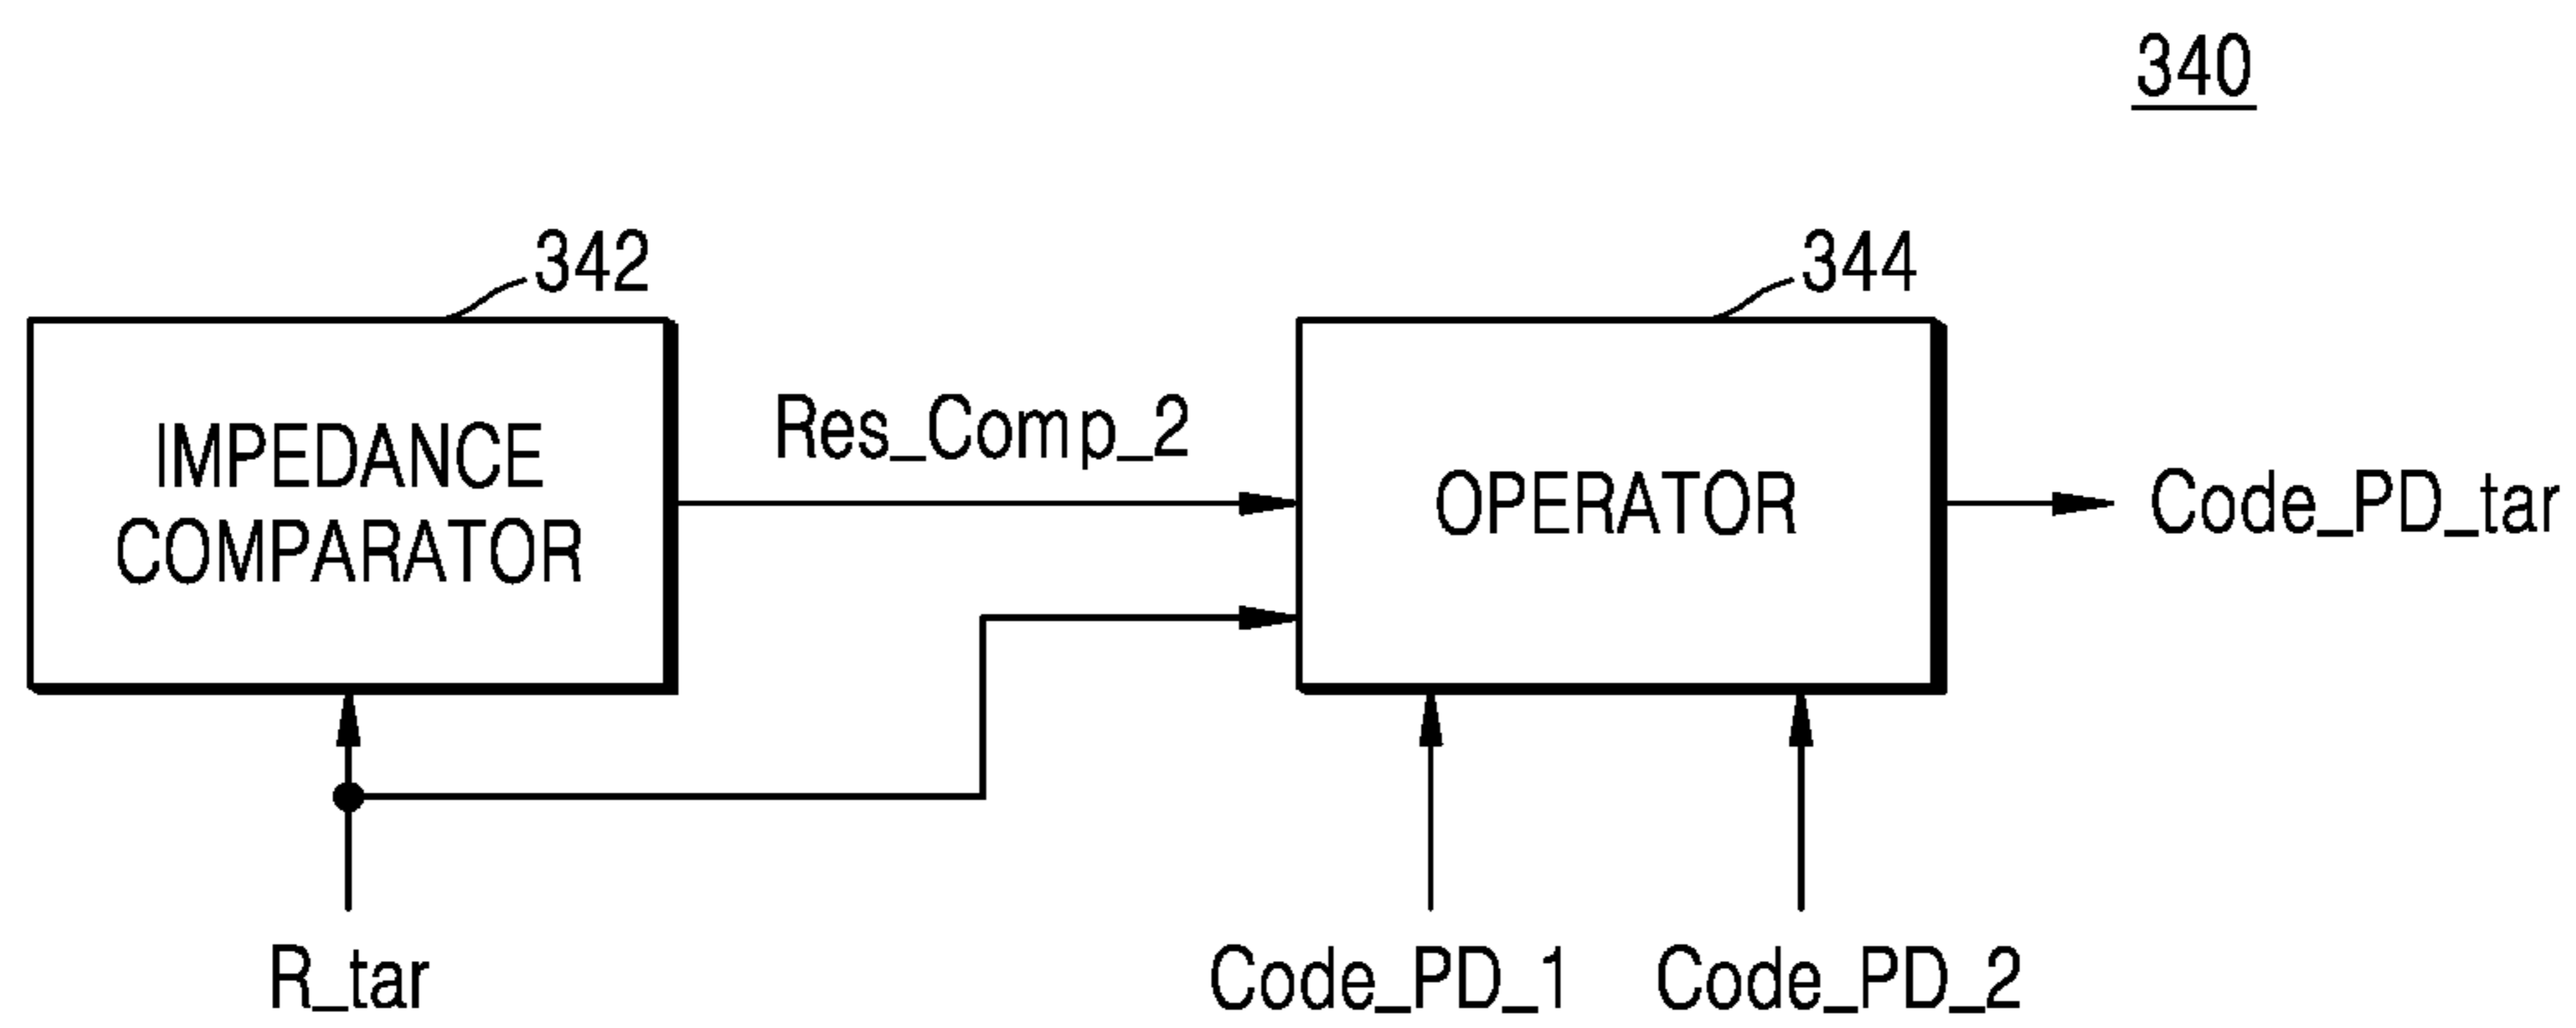 340
342
344
IMPEDANCE
COMPARATOR
Res_Comp_2
OPERATOR
Code_PD_tar
R_tar
Code_PD_1
Code_PD_2